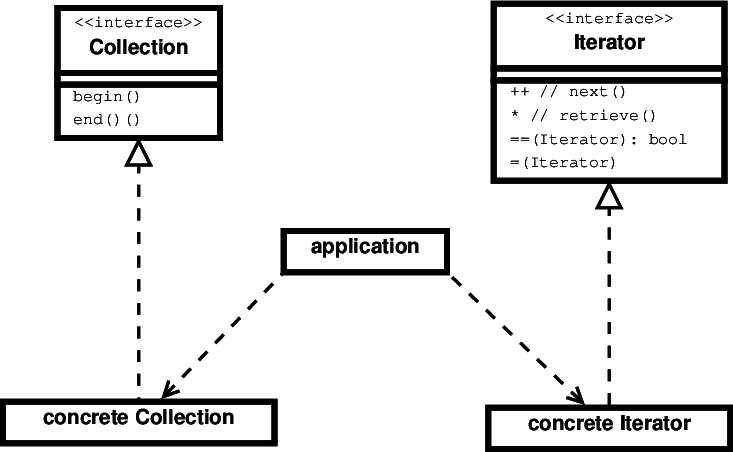 <<interface>>
Collection
begin()
end()()
<<interface>>
Iterator
++ // next()
* // retrieve()
==(Iterator): bool
=(Iterator)
application
concrete Collection
concrete Iterator